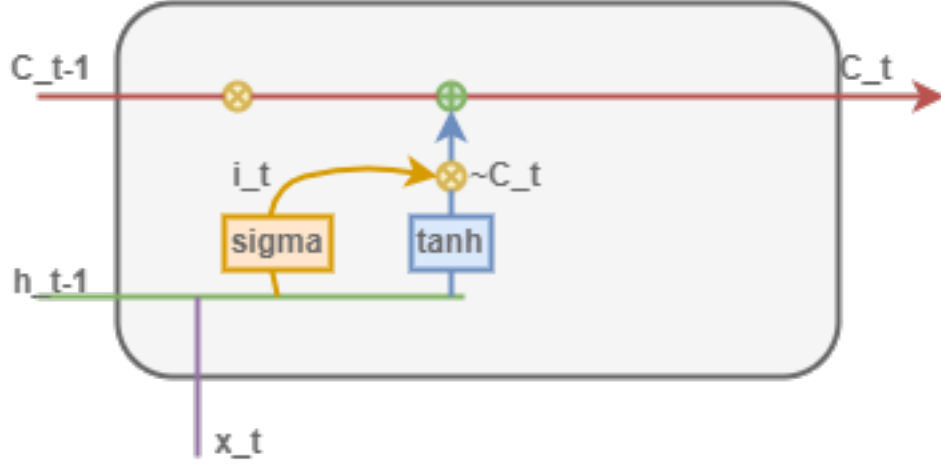 C_t-1
C_t
i_t
~C_t
sigma
tanh
h_t-1
x_t